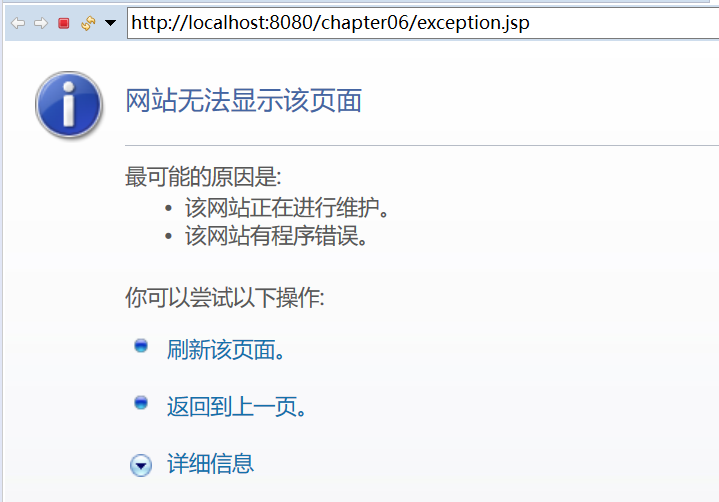 http://localhost:8080/chapter06/exception.jsp
网站无法显示该页面
最可能的原因是:
• 该网站正在进行维护。
• 该网站有程序错误。
你可以尝试以下操作:
刷新该页面。
返回到上一页。
详细信息